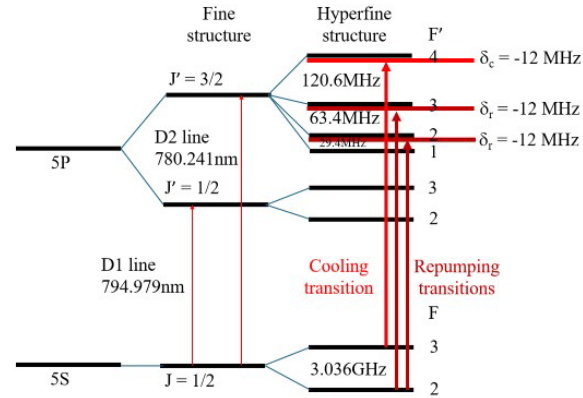 Fine
structure
Hyperfine
structure
F′
4
δc = -12 MHz
J′ = 3/2
120.6MHz
3
δr = -12 MHz
63.4MHz
2
δr = -12 MHz
29.4MHz
1
D2 line
780.241nm
5P
J′ = 1/2
3
2
D1 line
794.979nm
Cooling
transition
Repumping
transitions
F
3
3.036GHz
5S
J = 1/2
2